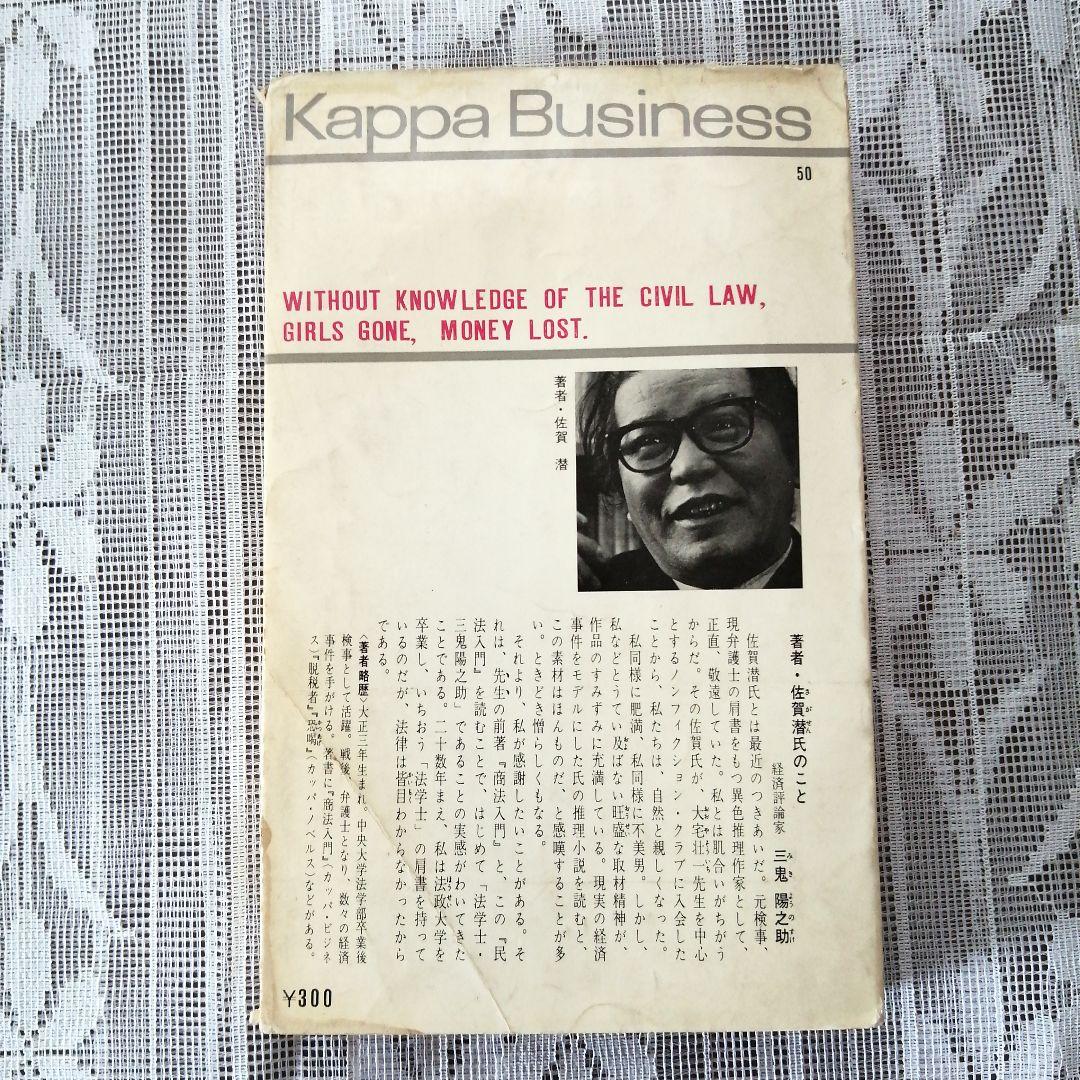 Kappa Business
50
WITHOUT KNOWLEDGE OF THE CIVIL LAW,
GIRLS GONE, MONEY LOST.
著者・佐賀 潜
著者・佐賀潜氏のこと
経済評論家 三鬼 陽之助
佐賀潜氏とは最近のつきあいだ。元検事、
現弁護士の肩書をもつ異色推理作家として、
正直、敬遠していた。私とは肌合いがちがう
からだ。その佐賀氏が、大宅壮一先生を中心
とするノンフィクション・クラブに入会した
ことから、私たちは、自然と親しくなった。
私同様に肥満、私同様に不美男。しかし、
私などとうてい及ばない旺盛な取材精神が、
作品のすみずみに充満している。現実の経済
事件をモデルにした氏の推理小説を読むと、
この素材はほんものだ、と感嘆することが多
い。ときどき憎らしくもなる。
それより、私が感謝したいことがある。そ
れは、先生の前著『商法入門』と、この『民
法入門』を読むことで、はじめて「法学士・
三鬼陽之助」であることの実感がわいてきた
ことである。二十数年まえ、私は法政大学を
卒業し、いちおう「法学士」の肩書を持って
いるのだが、法律は皆目わからなかったから
である。
〈著者略歴〉大正三年生まれ。中央大学法学部卒業後
検事として活躍。戦後、弁護士となり、数々の経済
事件を手がける。著書に『商法入門』(カッパ・ビジネ
ス)『脱税者』『恐喝』(カッパ・ノベルス)などがある。
¥300